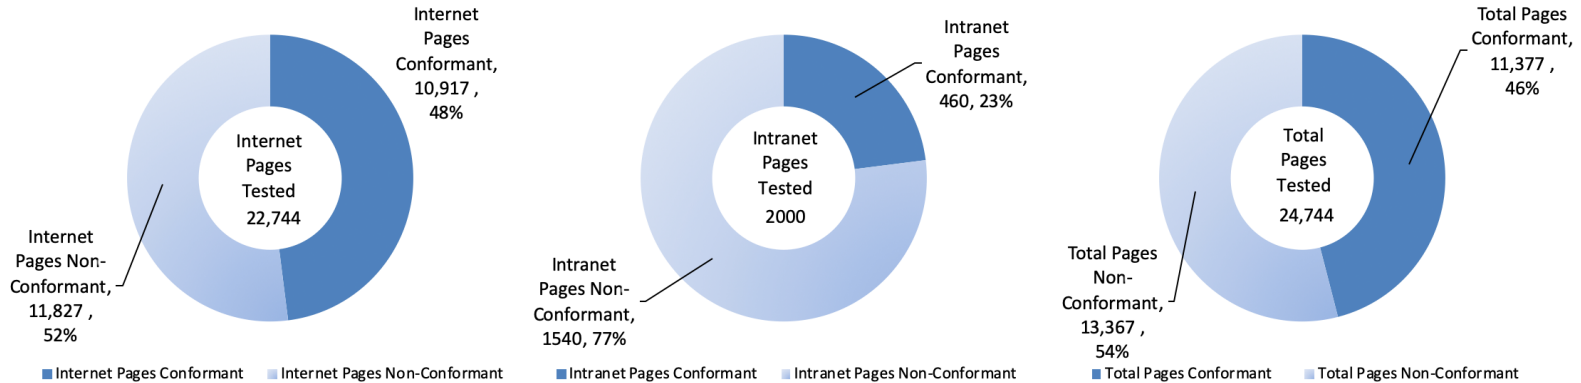 Internet
Pages
Conformant,
10,917 ,
48%
Internet
Pages
Tested
22,744
Internet
Pages Non-
Conformant,
11,827 ,
52%
Internet Pages Conformant
Internet Pages Non-Conformant
Intranet
Pages
Conformant,
460, 23%
Intranet
Pages
Tested
2000
Intranet
Pages Non-
Conformant,
1540, 77%
Intranet Pages Conformant
Intranet Pages Non-Conformant
Total Pages
Conformant,
11,377 ,
46%
Total
Pages
Tested
24,744
Total Pages
Non-
Conformant,
13,367 ,
54%
Total Pages Conformant
Total Pages Non-Conformant